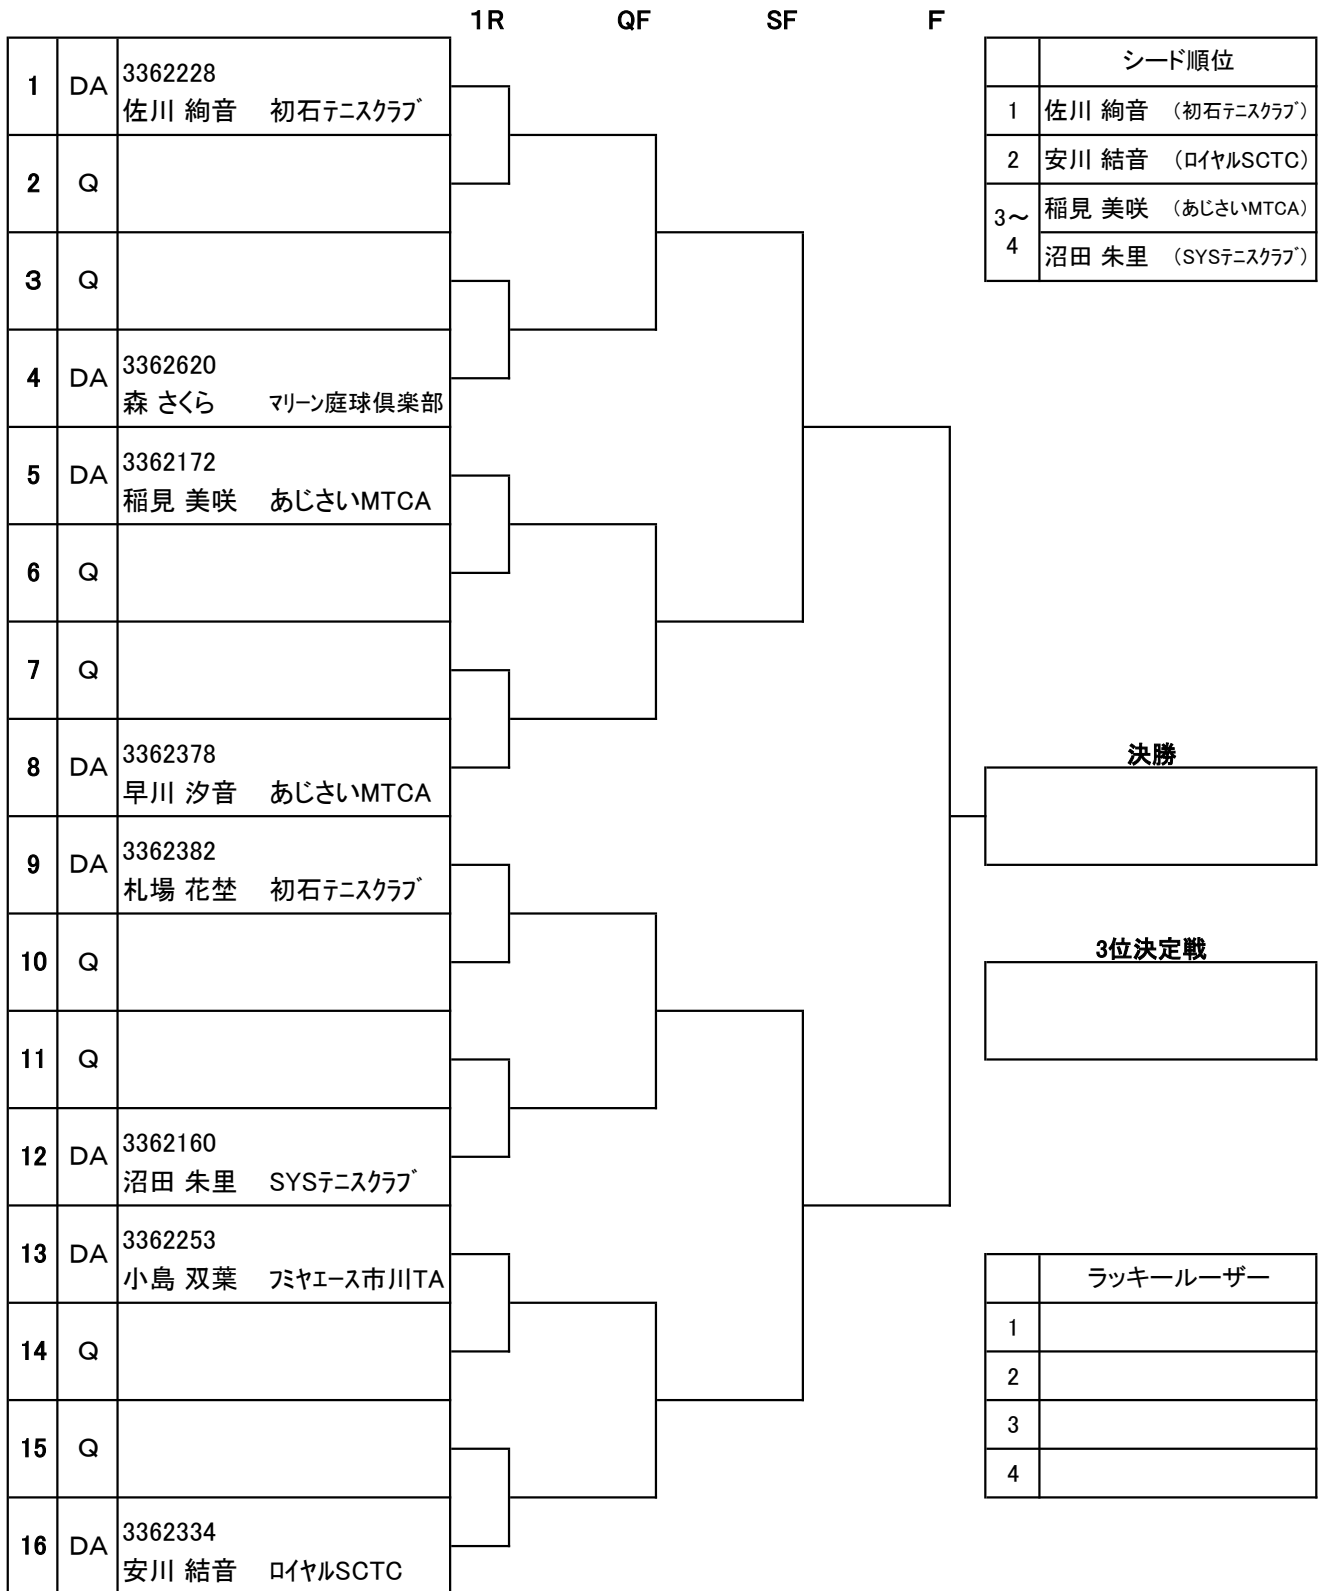 1R QF SF F
1 DA 3362228
佐川 絢音 初石テニスクラブ
2 Q
3 Q
4 DA 3362620
森 さくら マリーン庭球倶楽部
5 DA 3362172
稲見 美咲 あじさいMTCA
6 Q
7 Q
8 DA 3362378
早川 汐音 あじさいMTCA
9 DA 3362382
札場 花埜 初石テニスクラブ
10 Q
11 Q
12 DA 3362160
沼田 朱里 SYSテニスクラブ
13 DA 3362253
小島 双葉 フミヤエース市川TA
14 Q
15 Q
16 DA 3362334
安川 結音 ロイヤルSCTC
シード順位
1 佐川 絢音 (初石テニスクラブ)
2 安川 結音 (ロイヤルSCTC)
3～4 稲見 美咲 (あじさいMTCA)
沼田 朱里 (SYSテニスクラブ)
決勝
3位決定戦
ラッキールーザー
1
2
3
4